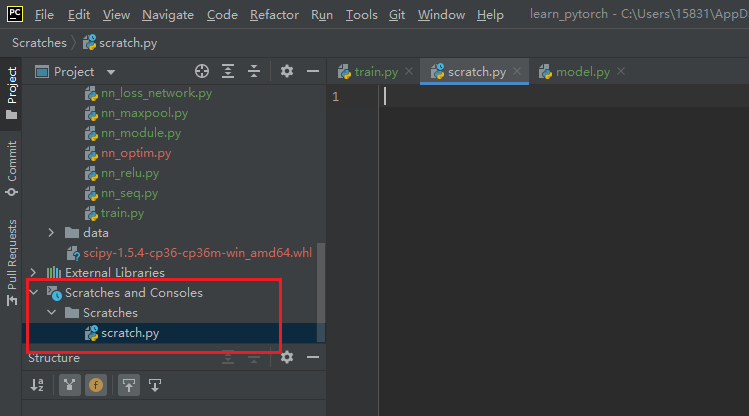 PC File Edit View Navigate Code Refactor Run Tools Git Window Help learn_pytorch - C:\Users\15831\AppD
Scratches scratch.py
Project
train.py scratch.py model.py
1
nn_loss_network.py
nn_maxpool.py
nn_module.py
nn_optim.py
nn_relu.py
nn_seq.py
train.py
data
scipy-1.5.4-cp36-cp36m-win_amd64.whl
External Libraries
Scratches and Consoles
Scratches
scratch.py
Structure
Project
Commit
Pull Requests